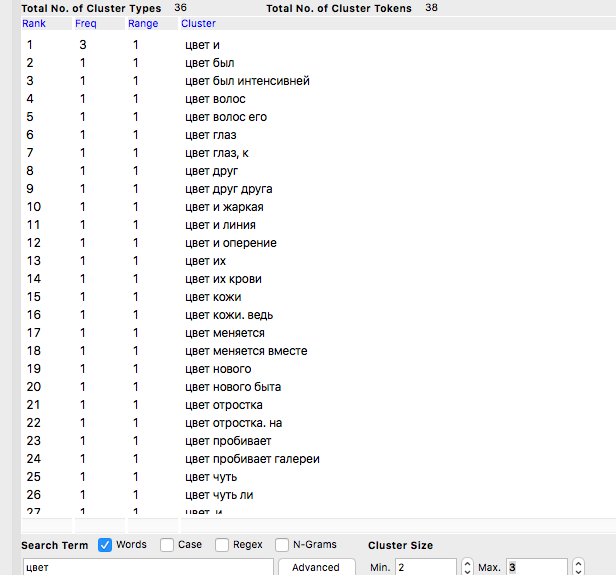 Total No. of Cluster Types 36 Total No. of Cluster Tokens 38
Rank Freq Range Cluster
1 3 1 цвет и
2 1 1 цвет был
3 1 1 цвет был интенсивней
4 1 1 цвет волос
5 1 1 цвет волос его
6 1 1 цвет глаз
7 1 1 цвет глаз, к
8 1 1 цвет друг
9 1 1 цвет друг друга
10 1 1 цвет и жаркая
11 1 1 цвет и линия
12 1 1 цвет и оперение
13 1 1 цвет их
14 1 1 цвет их крови
15 1 1 цвет кожи
16 1 1 цвет кожи. ведь
17 1 1 цвет меняется
18 1 1 цвет меняется вместе
19 1 1 цвет нового
20 1 1 цвет нового быта
21 1 1 цвет отростка
22 1 1 цвет отростка. на
23 1 1 цвет пробивает
24 1 1 цвет пробивает галереи
25 1 1 цвет чуть
26 1 1 цвет чуть ли
27 1 1 цвет, и
Search Term Words Case Regex N-Grams Cluster Size
цвет Advanced Min. 2 Max. 3